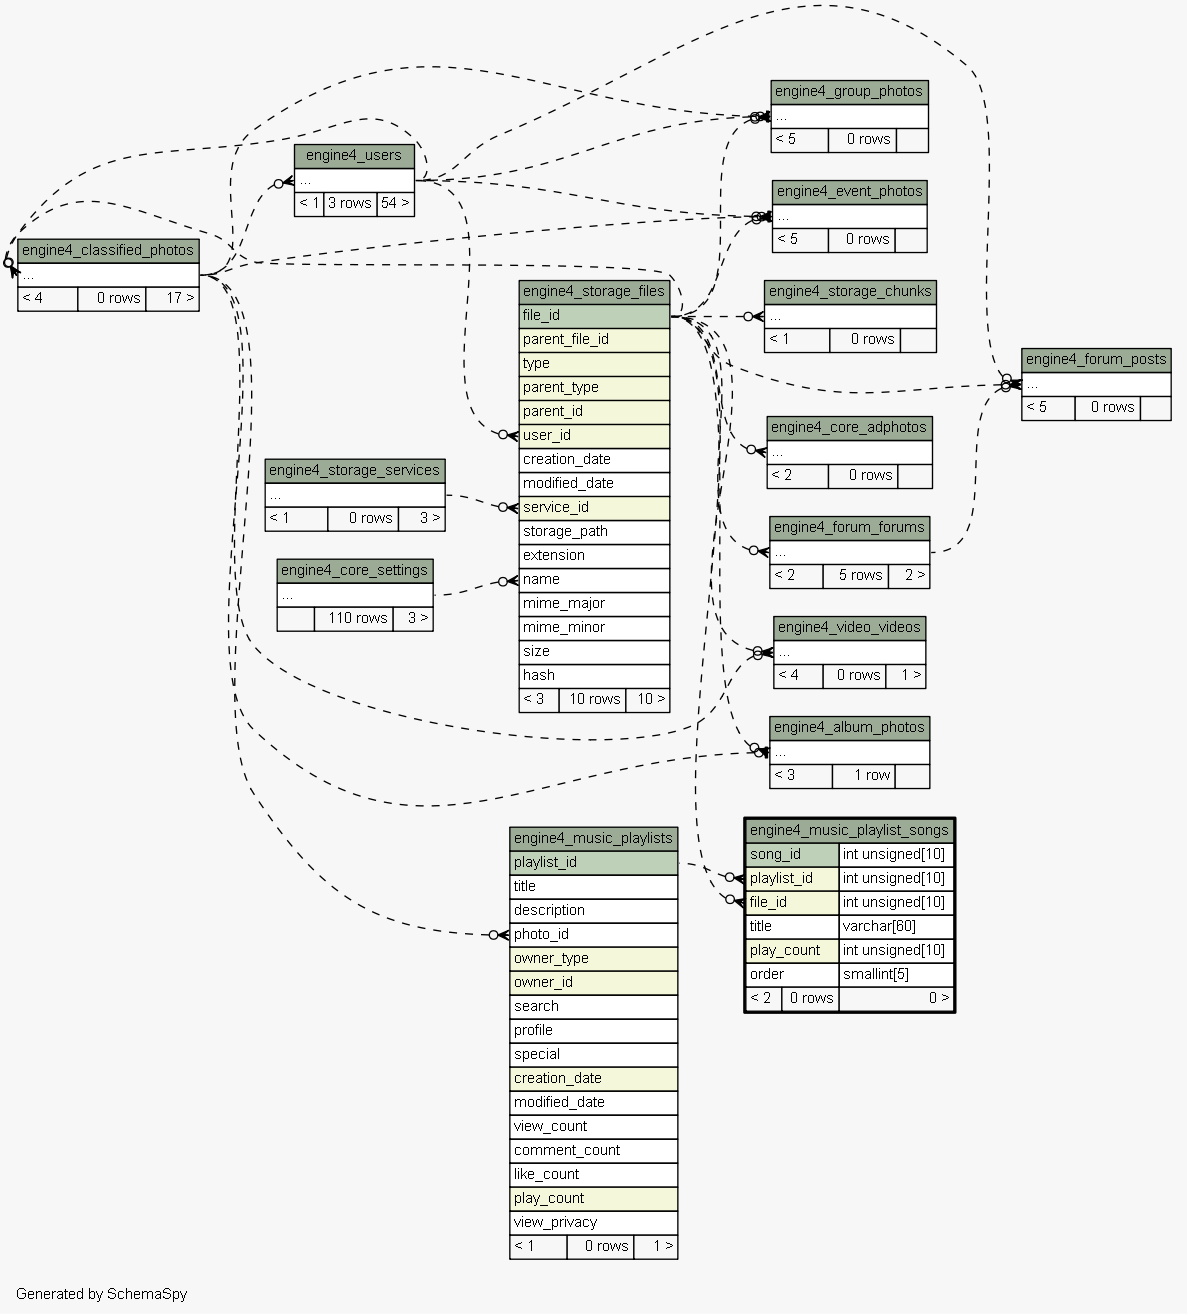 engine4_group_photos
...
< 5 0 rows
engine4_users
...
< 1 3 rows 54 >
engine4_event_photos
...
< 5 0 rows
engine4_classified_photos
...
< 4 0 rows 17 >
engine4_storage_files
file_id
parent_file_id
type
parent_type
parent_id
user_id
creation_date
modified_date
service_id
storage_path
extension
name
mime_major
mime_minor
size
hash
< 3 10 rows 10 >
engine4_storage_chunks
...
< 1 0 rows
engine4_forum_posts
...
< 5 0 rows
engine4_core_adphotos
...
< 2 0 rows
engine4_storage_services
...
< 1 0 rows 3 >
engine4_forum_forums
...
< 2 5 rows 2 >
engine4_core_settings
...
110 rows 3 >
engine4_video_videos
...
< 4 0 rows 1 >
engine4_album_photos
...
< 3 1 row
engine4_music_playlists
playlist_id
title
description
photo_id
owner_type
owner_id
search
profile
special
creation_date
modified_date
view_count
comment_count
like_count
play_count
view_privacy
< 1 0 rows 1 >
engine4_music_playlist_songs
song_id int unsigned[10]
playlist_id int unsigned[10]
file_id int unsigned[10]
title varchar[60]
play_count int unsigned[10]
order smallint[5]
< 2 0 rows 0 >
Generated by SchemaSpy